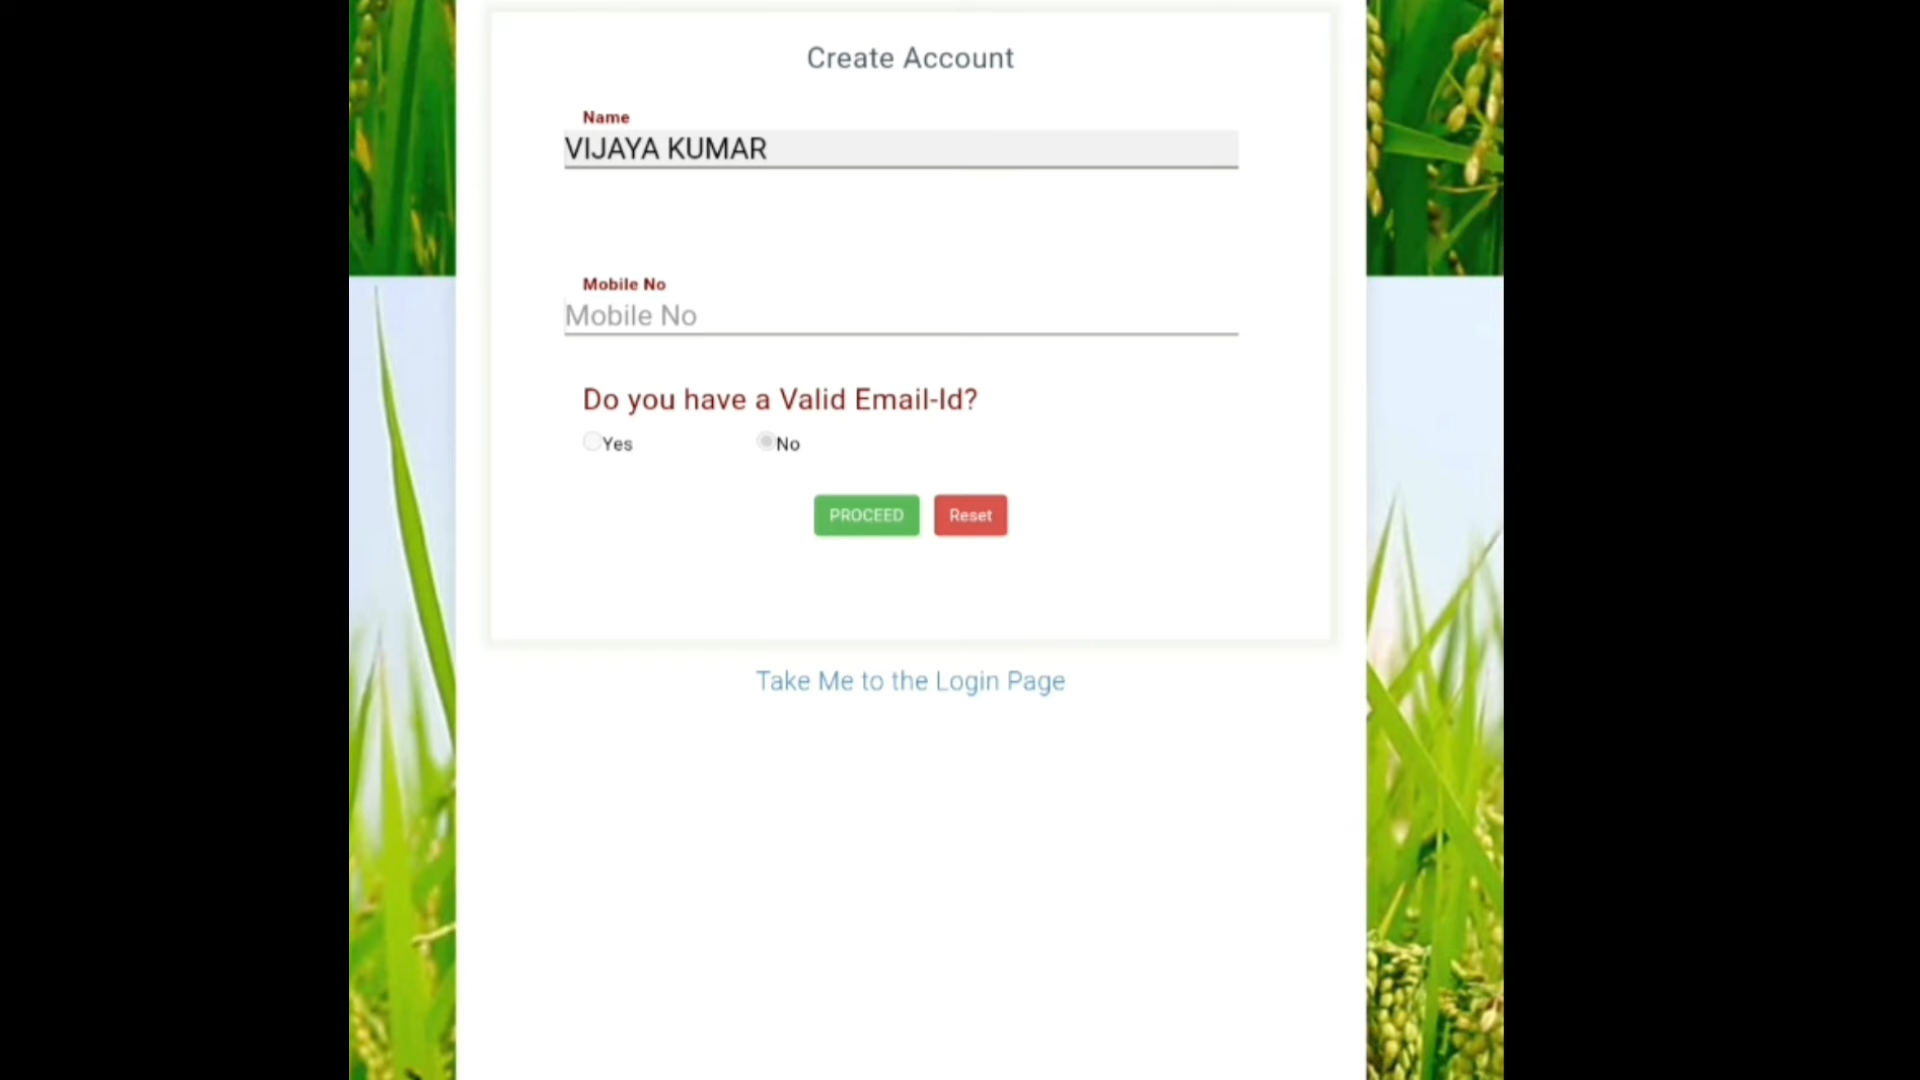 Create Account
Name
VIJAYA KUMAR
Mobile No
Mobile No
Do you have a Valid Email-Id?
Yes No
PROCEED Reset
Take Me to the Login Page